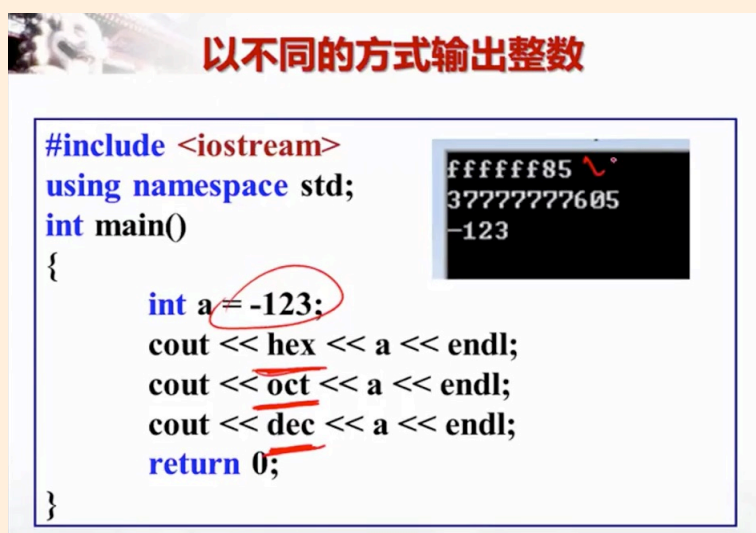 以不同的方式输出整数
#include <iostream>
using namespace std;
int main()
{
int a = -123;
cout << hex << a << endl;
cout << oct << a << endl;
cout << dec << a << endl;
return 0;
}
ffffff85
37777777605
-123